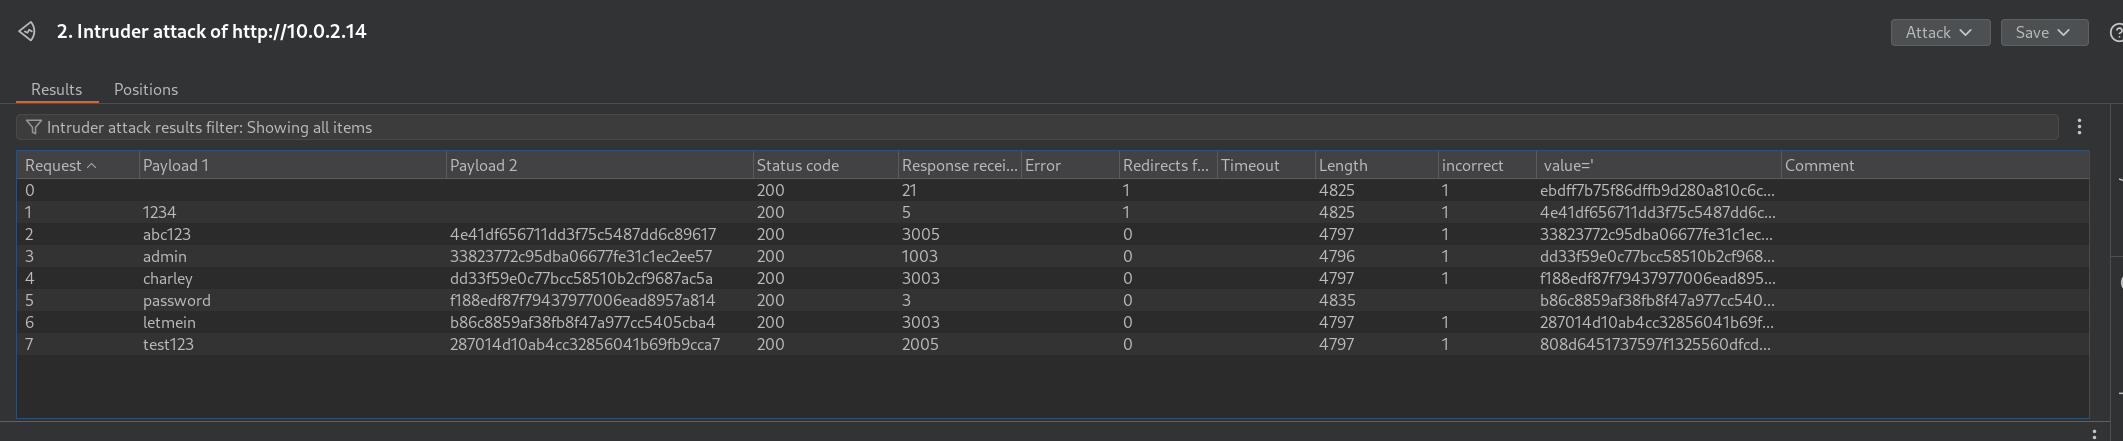 2. Intruder attack of http://10.0.2.14 Attack Save ?
Results Positions
Intruder attack results filter: Showing all items
Request Payload 1 Payload 2 Status code Response recei... Error Redirects f... Timeout Length incorrect value=' Comment
0 200 21 1 4825 1 ebdff7b75f86dffb9d280a810c6c...
1 1234 200 5 1 4825 1 4e41df656711dd3f75c5487dd6c...
2 abc123 4e41df656711dd3f75c5487dd6c89617 200 3005 0 4797 1 33823772c95dba06677fe31c1ec...
3 admin 33823772c95dba06677fe31c1ec2ee57 200 1003 0 4796 1 dd33f59e0c77bcc58510b2cf968...
4 charley dd33f59e0c77bcc58510b2cf9687ac5a 200 3003 0 4797 1 f188edf87f79437977006ead895...
5 password f188edf87f79437977006ead8957a814 200 3 0 4835 b86c8859af38fb8f47a977cc540...
6 letmein b86c8859af38fb8f47a977cc5405cba4 200 3003 0 4797 1 287014d10ab4cc32856041b69f...
7 test123 287014d10ab4cc32856041b69fb9cca7 200 2005 0 4797 1 808d6451737597f1325560dfcd...